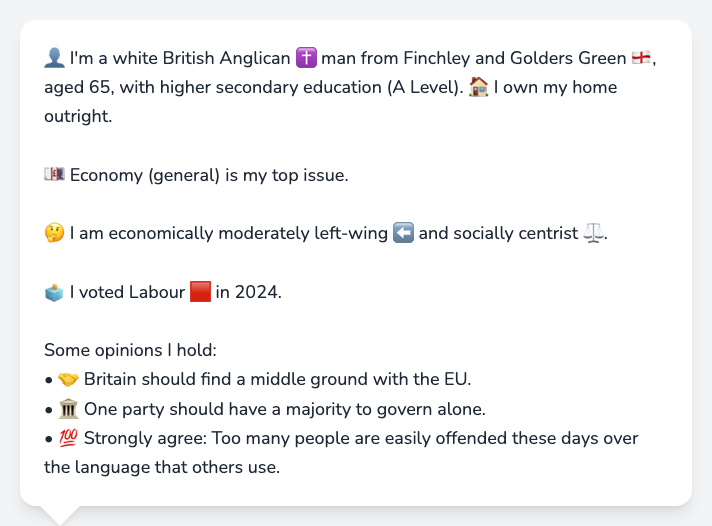 👤 I'm a white British Anglican ✝️ man from Finchley and Golders Green 🏴󠁧󠁢󠁥󠁮󠁧󠁿,
aged 65, with higher secondary education (A Level). 🏠 I own my home
outright.
💷 Economy (general) is my top issue.
🤔 I am economically moderately left-wing ⬅️ and socially centrist ⚖️.
🗳️ I voted Labour 🟥 in 2024.
Some opinions I hold:
• 🤝 Britain should find a middle ground with the EU.
• 🏛️ One party should have a majority to govern alone.
• 💯 Strongly agree: Too many people are easily offended these days over
the language that others use.